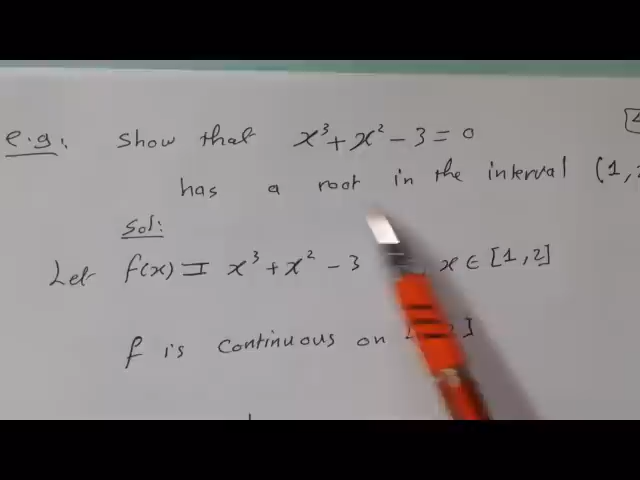 e.g: Show that x³ + x² - 3 = 0
has a root in the interval (1,
Sol:
Let f(x) = x³ + x² - 3 , x ∈ [1,2]
f is continuous on ]